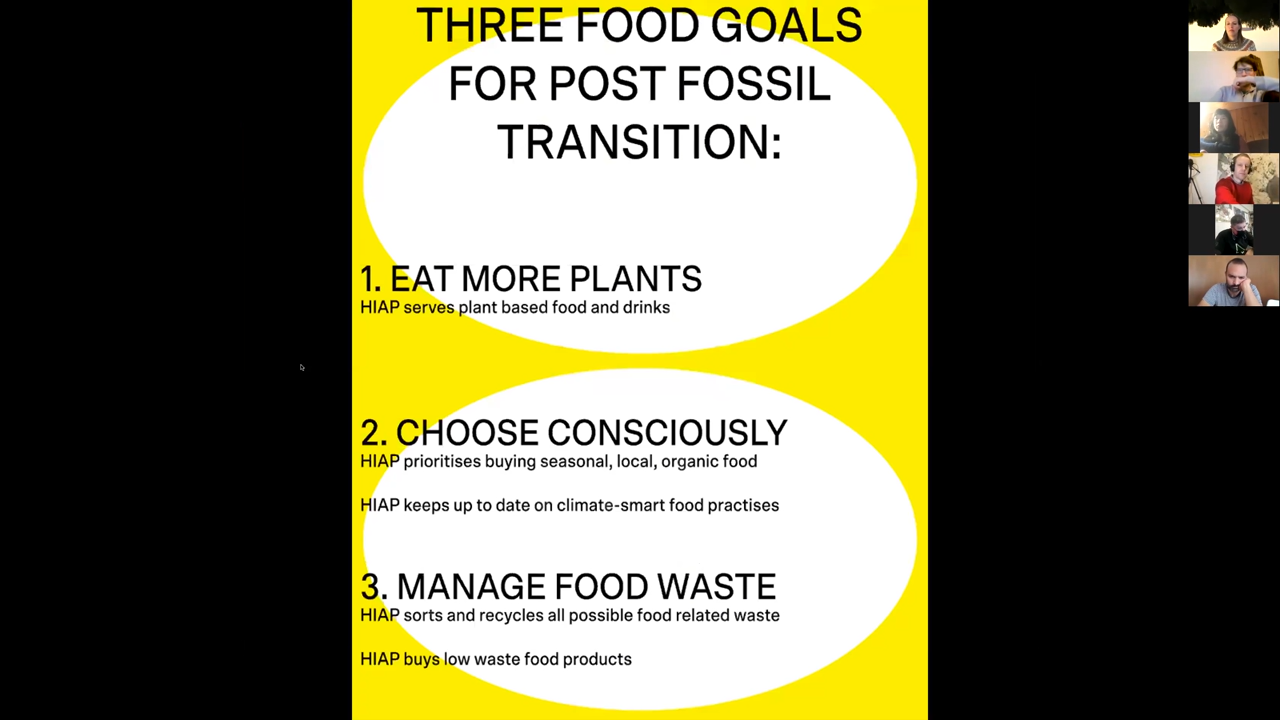 THREE FOOD GOALS
FOR POST FOSSIL
TRANSITION:
1. EAT MORE PLANTS
HIAP serves plant based food and drinks
2. CHOOSE CONSCIOUSLY
HIAP prioritises buying seasonal, local, organic food
HIAP keeps up to date on climate-smart food practises
3. MANAGE FOOD WASTE
HIAP sorts and recycles all possible food related waste
HIAP buys low waste food products